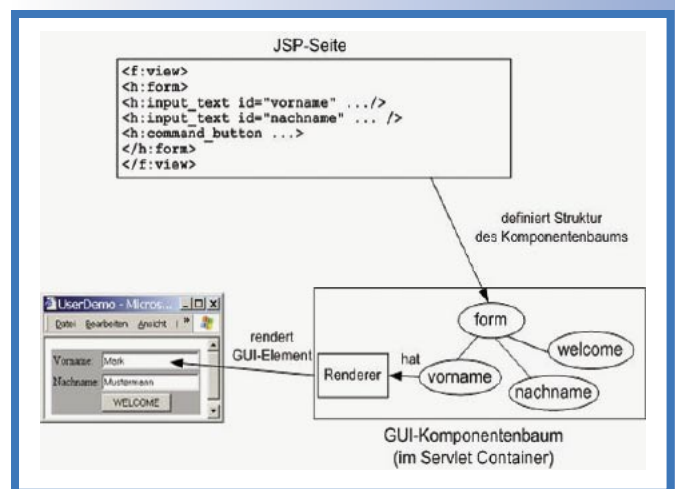 JSP-Seite
<f:view>
<h:form>
<h:input_text id="vorname" .../>
<h:input_text id="nachname" ... />
<h:command_button ...>
</h:form>
</f:view>
definiert Struktur
des Komponentenbaums
UserDemo - Micros...
Datei Bearbeiten Ansicht »
Vorname: Mark
Nachname Mustermann
WELCOME
rendert
GUI-Element
Renderer
hat
form
vorname
welcome
nachname
GUI-Komponentenbaum
(im Servlet Container)